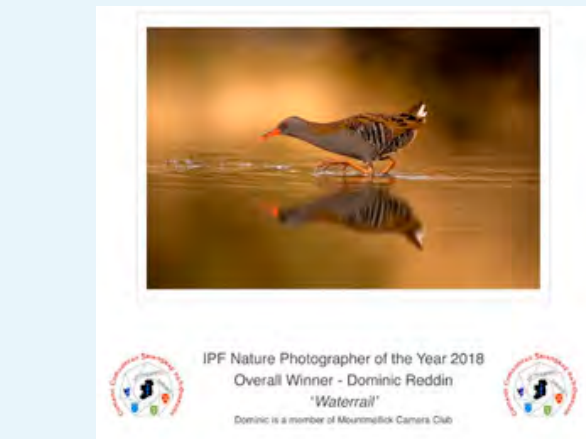 IPF Nature Photographer of the Year 2018
Overall Winner - Dominic Reddin
'Waterrail'
Dominic is a member of Mountmellick Camera Club